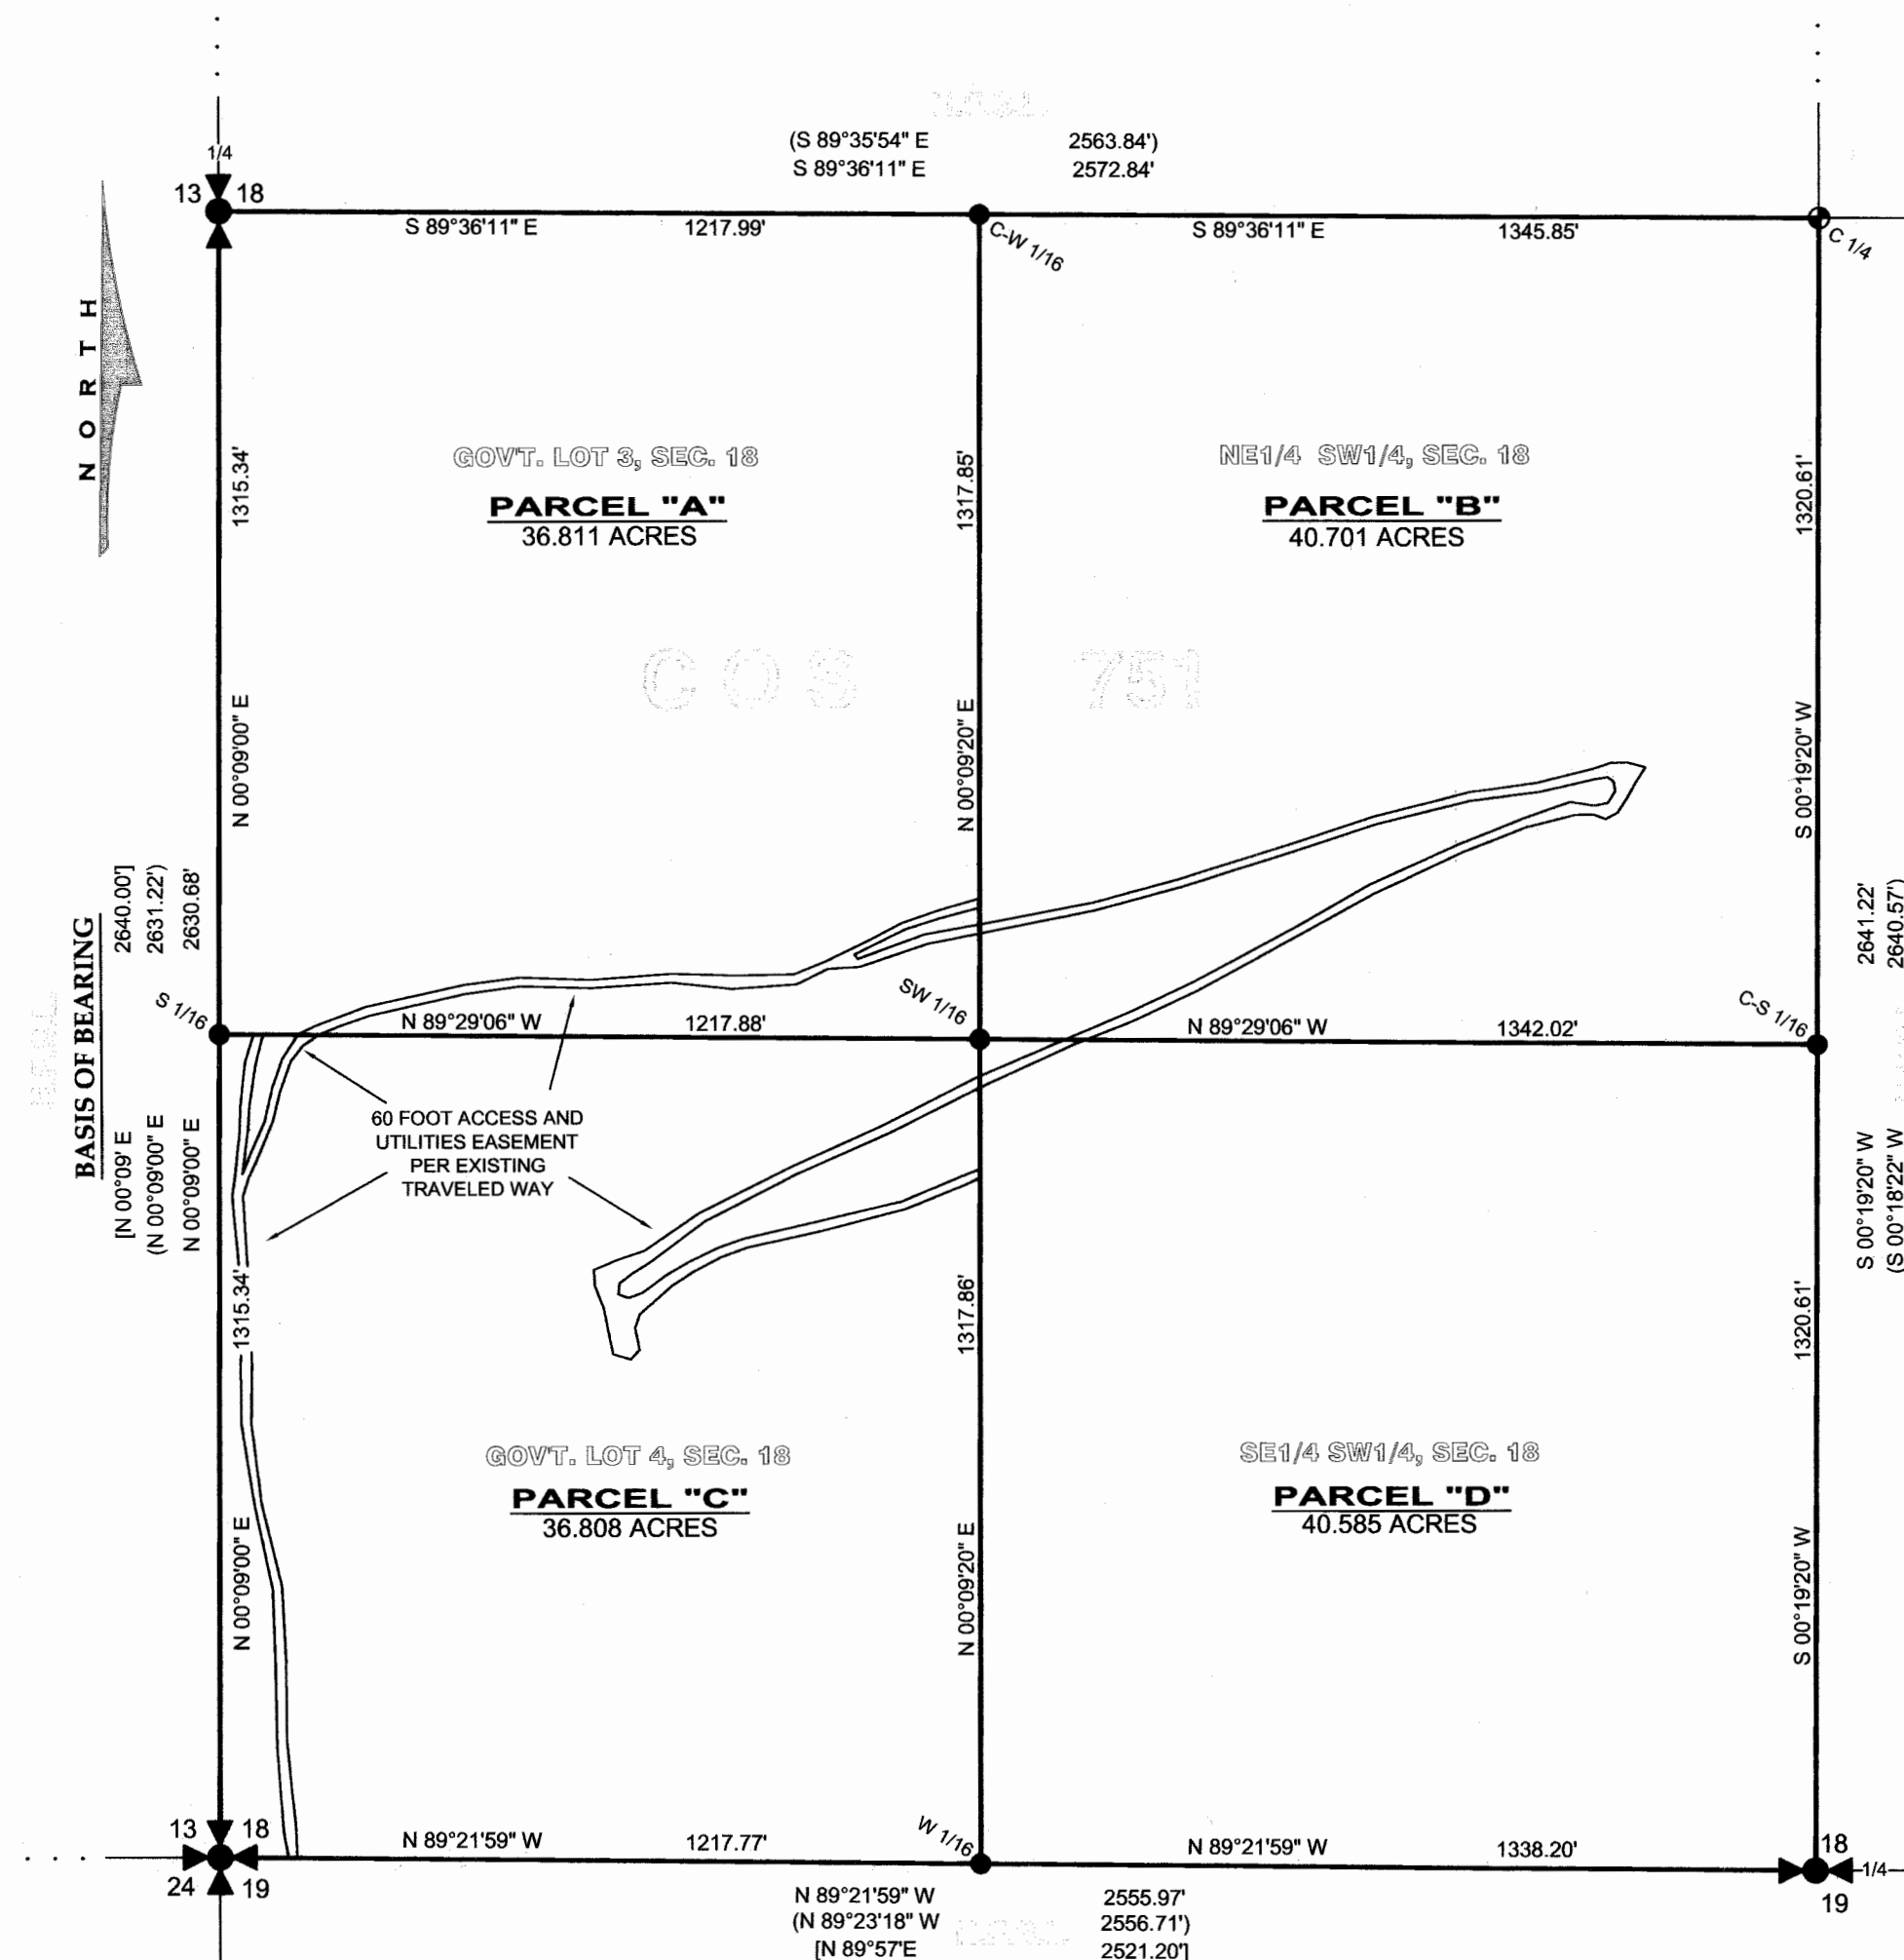 (S 89°35'54" E 2563.84')
S 89°36'11" E 2572.84'
1/4
13 18
S 89°36'11" E 1217.99'
C-W 1/16
S 89°36'11" E 1345.85'
C 1/4
NORTH
1315.34'
N 00°09'00" E
GOV'T. LOT 3, SEC. 18
PARCEL "A"
36.811 ACRES
1317.85'
N 00°09'20" E
NE1/4 SW1/4, SEC. 18
PARCEL "B"
40.701 ACRES
1320.61'
S 00°19'20" W
COS 751
BASIS OF BEARING
[N 00°09' E 2640.00']
(N 00°09'00" E 2631.22')
N 00°09'00" E 2630.68'
S 1/16
N 89°29'06" W 1217.88'
SW 1/16
N 89°29'06" W 1342.02'
C-S 1/16
S 00°19'20" W 2641.22'
(S 00°18'22" W 2640.57')
60 FOOT ACCESS AND
UTILITIES EASEMENT
PER EXISTING
TRAVELED WAY
1315.34'
N 00°09'00" E
GOV'T. LOT 4, SEC. 18
PARCEL "C"
36.808 ACRES
1317.86'
N 00°09'20" E
SE1/4 SW1/4, SEC. 18
PARCEL "D"
40.585 ACRES
1320.61'
S 00°19'20" W
13 18
24 19
N 89°21'59" W 1217.77'
W 1/16
N 89°21'59" W 1338.20'
18
1/4
19
N 89°21'59" W 2555.97'
(N 89°23'18" W 2556.71')
[N 89°57'E 2521.20']